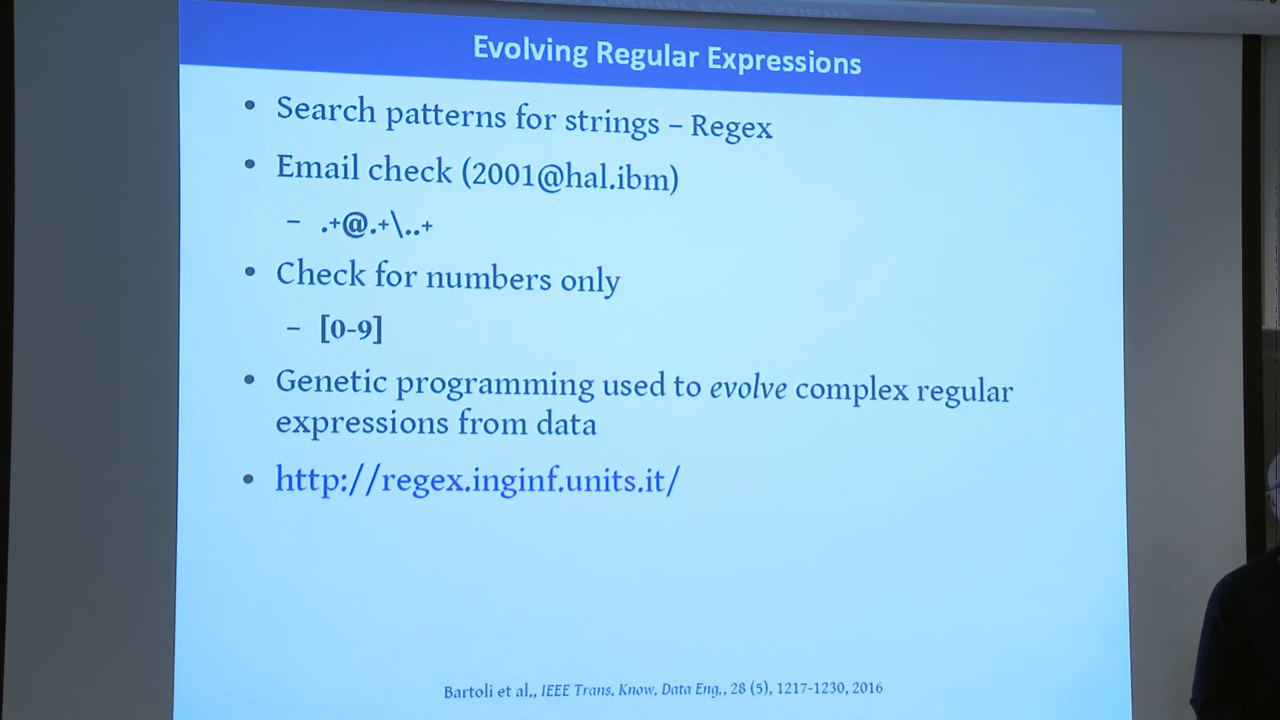 Evolving Regular Expressions
• Search patterns for strings – Regex
• Email check (2001@hal.ibm)
– .+@.+\..+
• Check for numbers only
– [0-9]
• Genetic programming used to evolve complex regular
expressions from data
• http://regex.inginf.units.it/
Bartoli et al., IEEE Trans. Know. Data Eng., 28 (5), 1217-1230, 2016